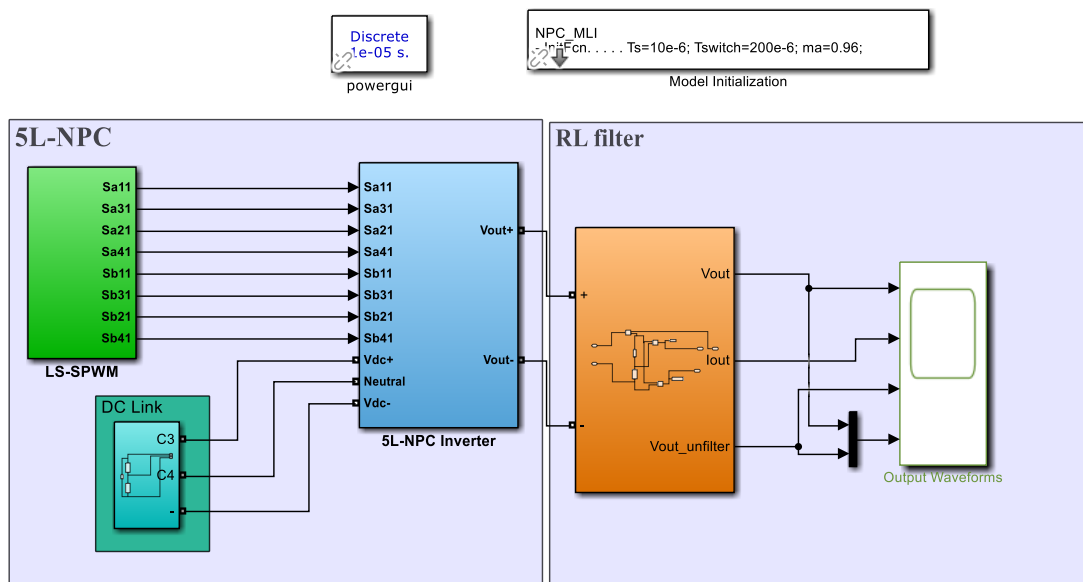 Discrete
1e-05 s.
powergui
NPC_MLI
- InitFcn. . . . . Ts=10e-6; Tswitch=200e-6; ma=0.96;
Model Initialization
5L-NPC
Sa11
Sa31
Sa21
Sa41
Sb11
Sb31
Sb21
Sb41
LS-SPWM
DC Link
C3
C4
-
Sa11
Sa31
Sa21
Sa41
Sb11
Sb31
Sb21
Sb41
Vdc+
Neutral
Vdc-
Vout+
Vout-
5L-NPC Inverter
RL filter
+
-
Vout
Iout
Vout_unfilter
Output Waveforms